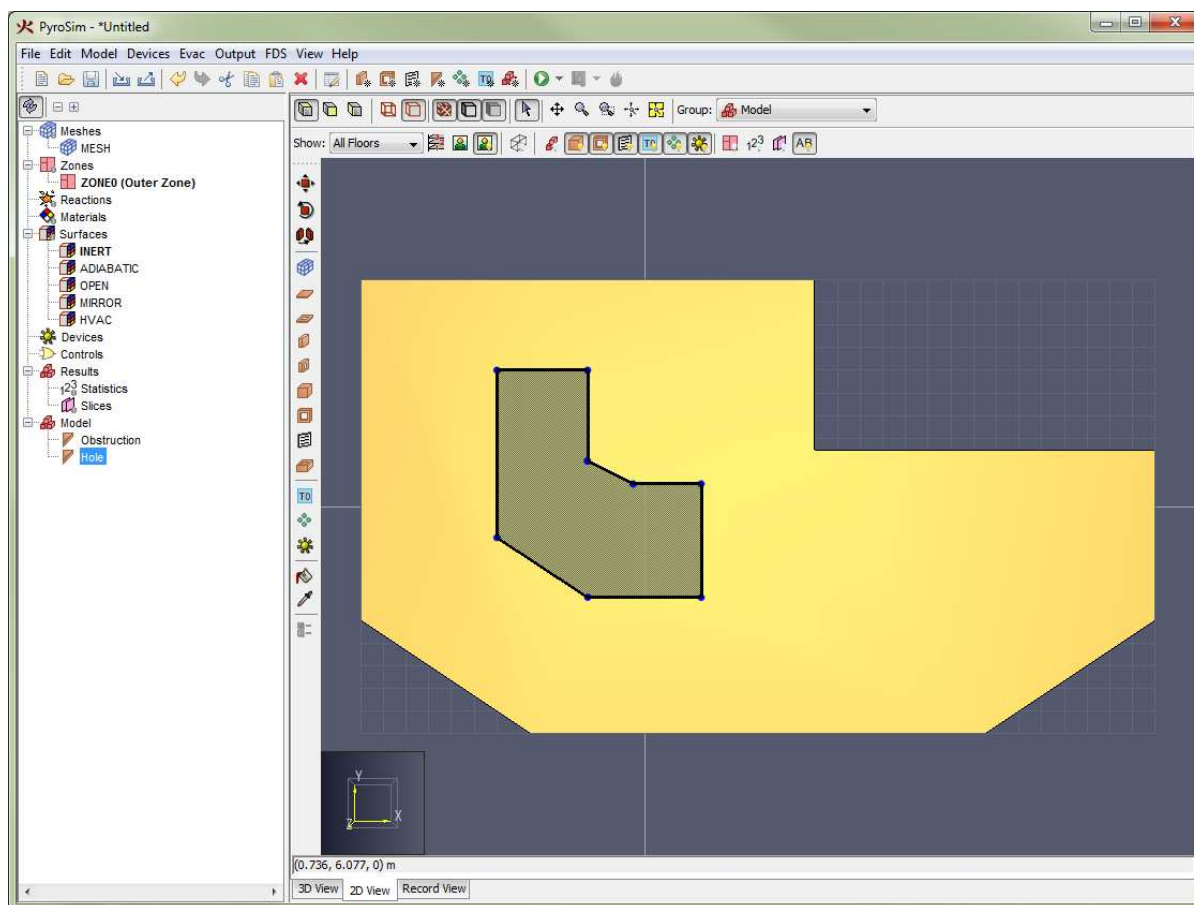 PyroSim - *Untitled
File Edit Model Devices Evac Output FDS View Help
Group: Model
Show: All Floors
Meshes
MESH
Zones
ZONE0 (Outer Zone)
Reactions
Materials
Surfaces
INERT
ADIABATIC
OPEN
MIRROR
HVAC
Devices
Controls
Results
Statistics
Slices
Model
Obstruction
Hole
Y
X
Z
(0.736, 6.077, 0) m
3D View 2D View Record View